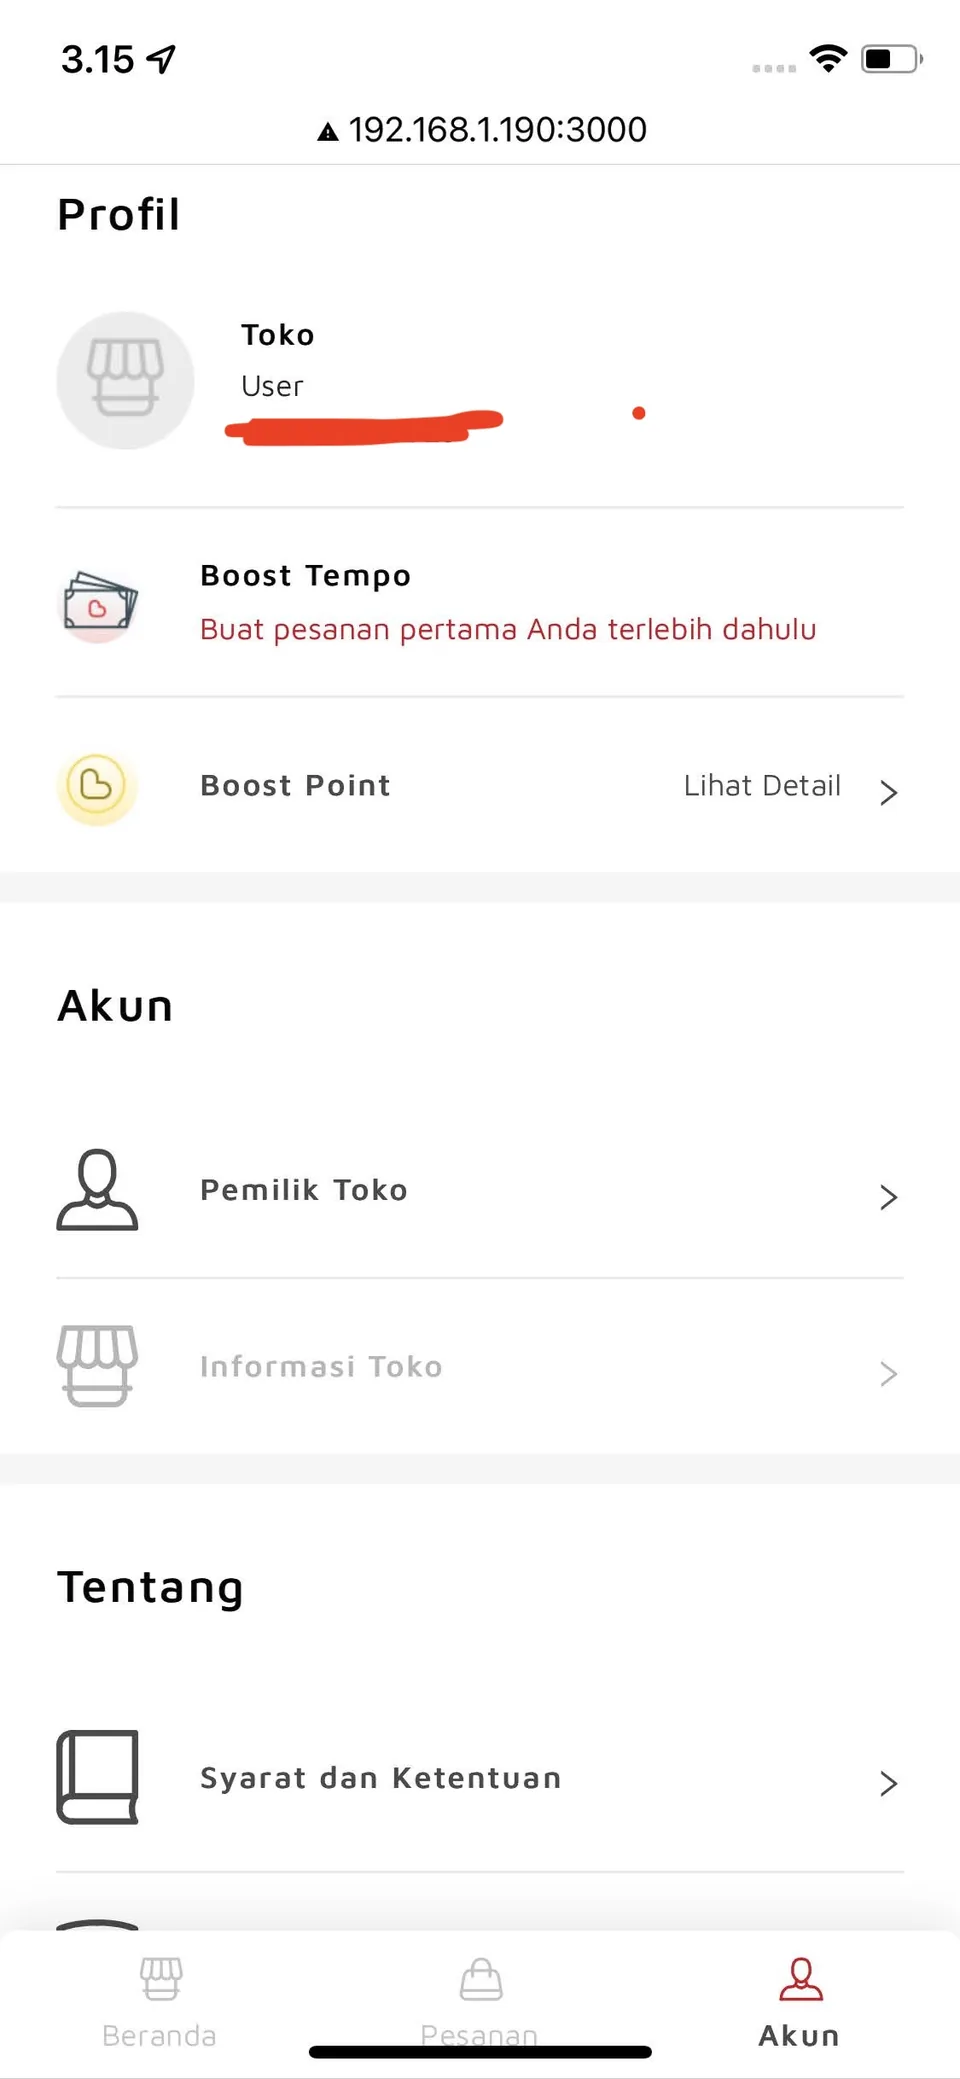 3.15
192.168.1.190:3000
Profil
Toko
User
Boost Tempo
Buat pesanan pertama Anda terlebih dahulu
Boost Point
Lihat Detail
Akun
Pemilik Toko
Informasi Toko
Tentang
Syarat dan Ketentuan
Beranda
Pesanan
Akun